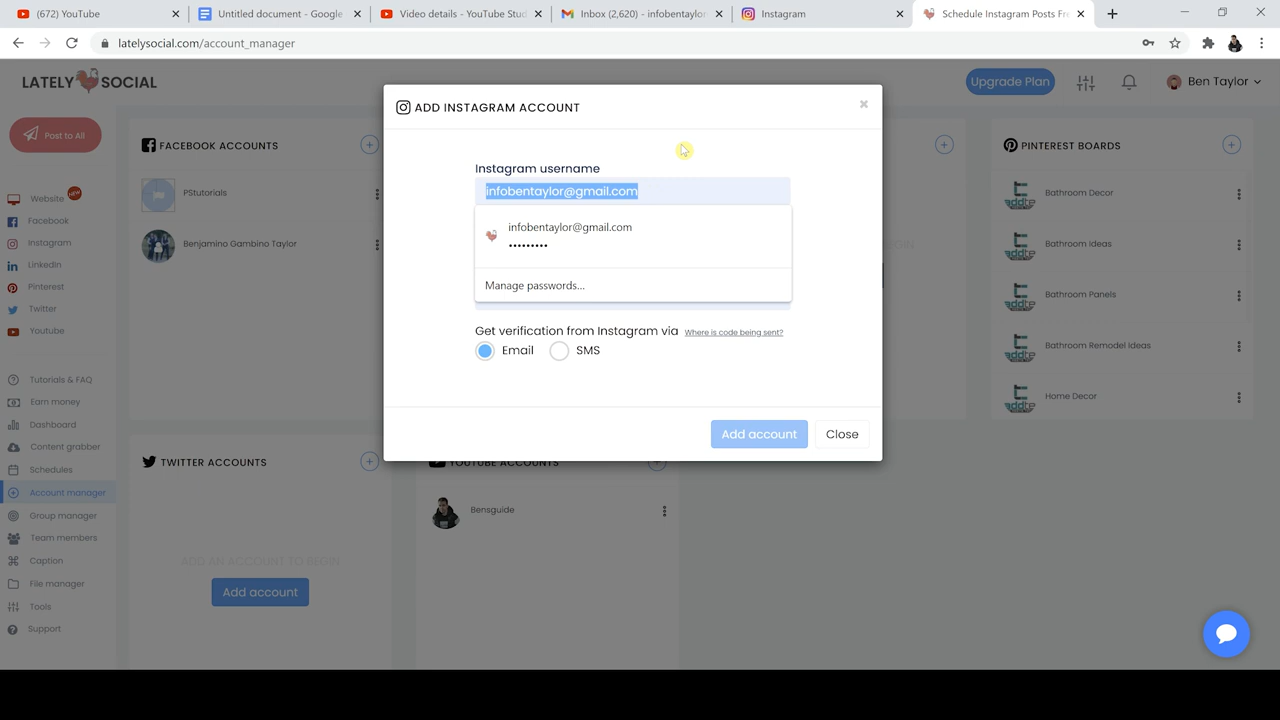 (672) YouTube
Untitled document - Google
Video details - YouTube Stud
Inbox (2,620) - infobentaylor
Instagram
Schedule Instagram Posts Fr
latelysocial.com/account_manager
LATELY SOCIAL
Upgrade Plan
Ben Taylor
Post to All
Website
New
Facebook
Instagram
LinkedIn
Pinterest
Twitter
Youtube
Tutorials & FAQ
Earn money
Dashboard
Content grabber
Schedules
Account manager
Group manager
Team members
Caption
File manager
Tools
Support
FACEBOOK ACCOUNTS
PStutorials
Benjamino Gambino Taylor
ADD INSTAGRAM ACCOUNT
Instagram username
infobentaylor@gmail.com
infobentaylor@gmail.com
•••••••••
Manage passwords...
Get verification from Instagram via
Where is code being sent?
Email
SMS
Add account
Close
PINTEREST BOARDS
Bathroom Decor
Bathroom Ideas
Bathroom Panels
Bathroom Remodel Ideas
Home Decor
TWITTER ACCOUNTS
ADD AN ACCOUNT TO BEGIN
Add account
YOUTUBE ACCOUNTS
Bensguide